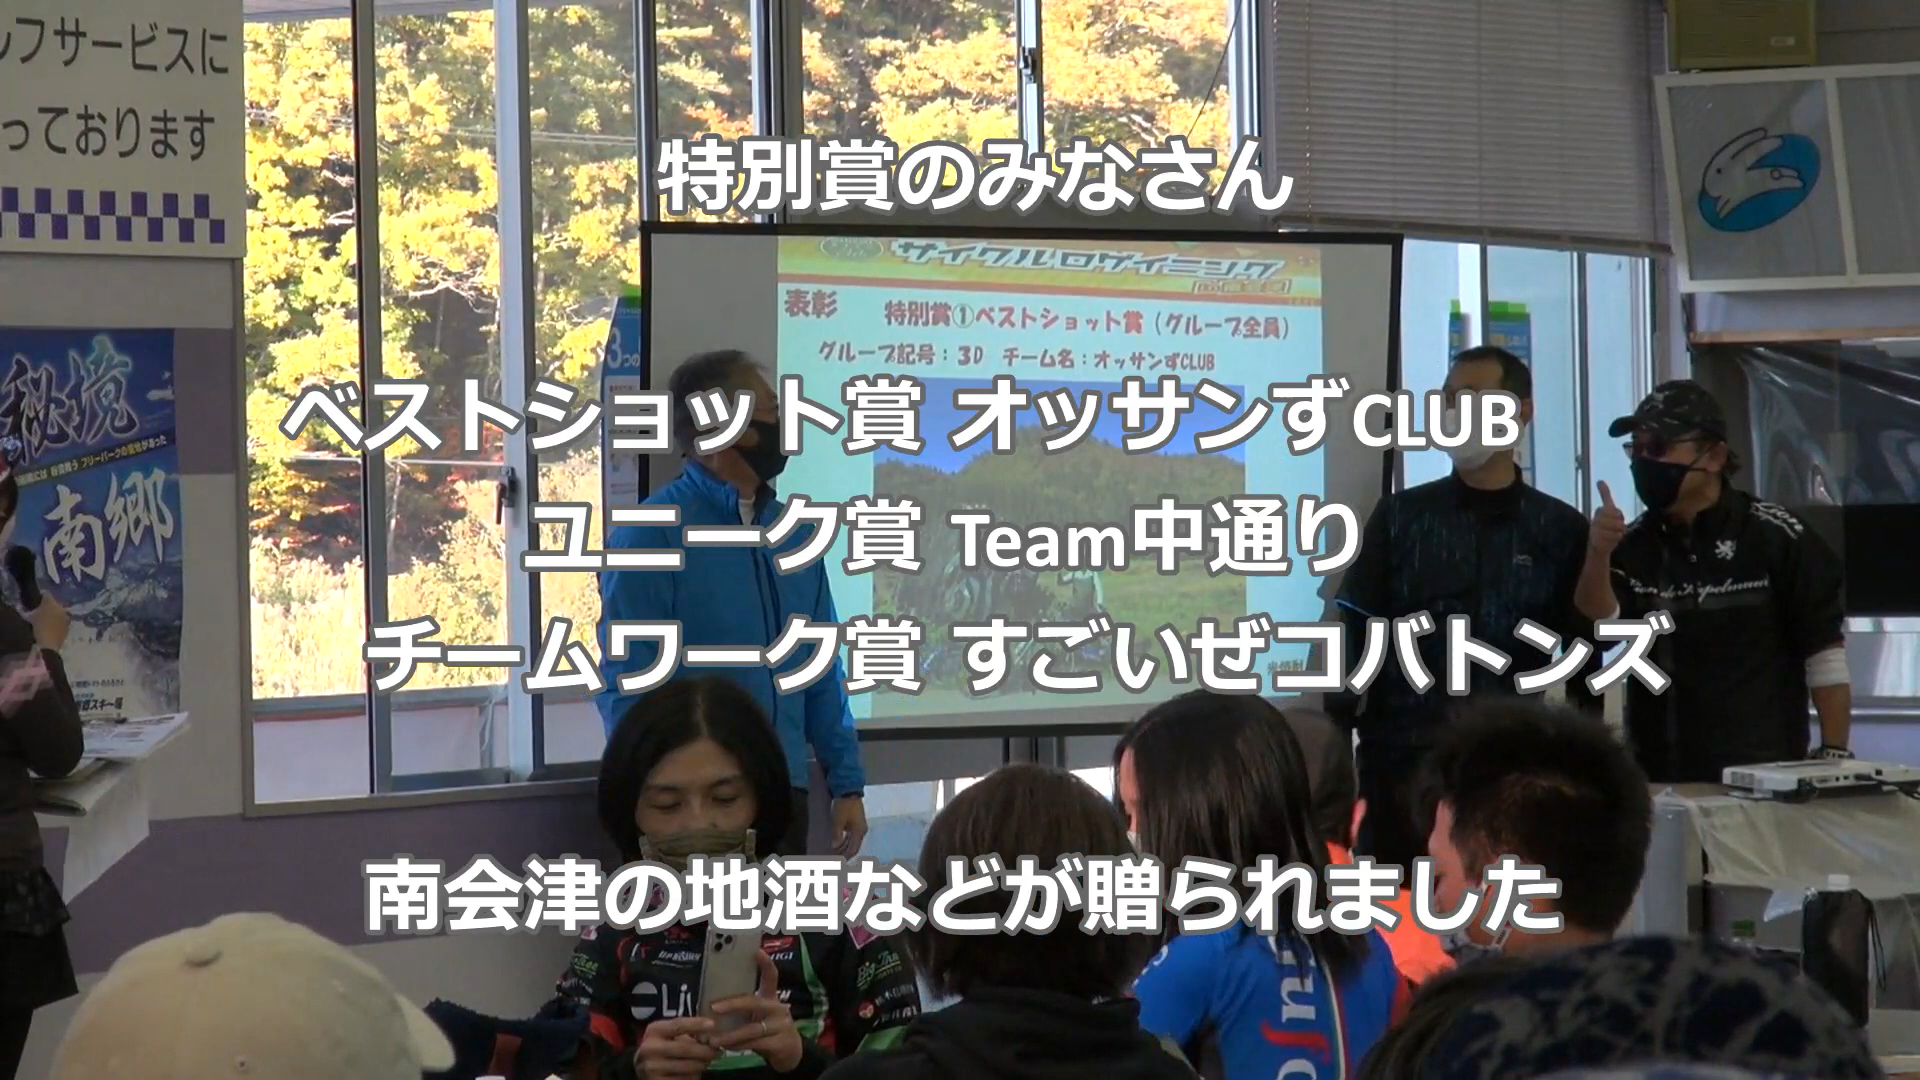 フサービスに
っております
特別賞のみなさん
サイクルロゲイニング
表彰 特別賞①ベストショット賞（グループ全員）
グループ記号：3D チーム名：オッサンずCLUB
3つの
秘境
南郷
ベストショット賞 オッサンずCLUB
ユニーク賞 Team中通り
チームワーク賞 すごいぜコバトンズ
南会津の地酒などが贈られました